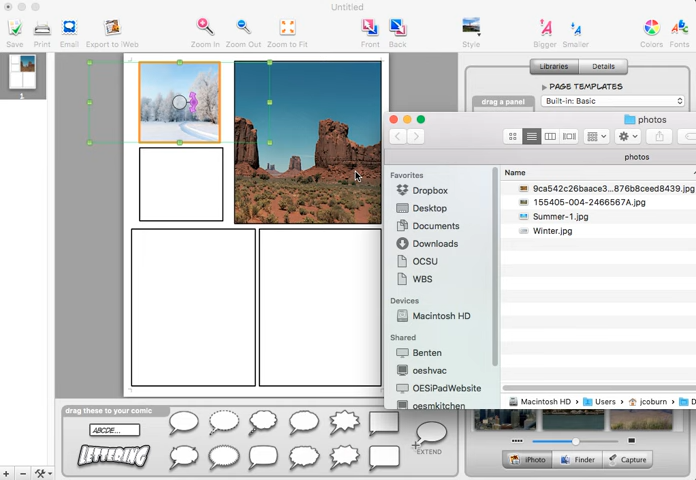 Untitled
Save
Print
Email
Export to iWeb
Zoom In
Zoom Out
Zoom to Fit
Front
Back
Style
Bigger
Smaller
Colors
Fonts
1
Libraries
Details
PAGE TEMPLATES
drag a panel
Built-in: Basic
photos
photos
Favorites
Dropbox
Desktop
Documents
Downloads
OCSU
WBS
Devices
Macintosh HD
Shared
Benten
oeshvac
OESiPadWebsite
oesmkitchen
Name
9ca542c26baace3...876b8ceed8439.jpg
155405-004-2466567A.jpg
Summer-1.jpg
Winter.jpg
Macintosh HD
Users
jcoburn
D
drag these to your comic
ABCDE...
LETTERING
EXTEND
iPhoto
Finder
Capture